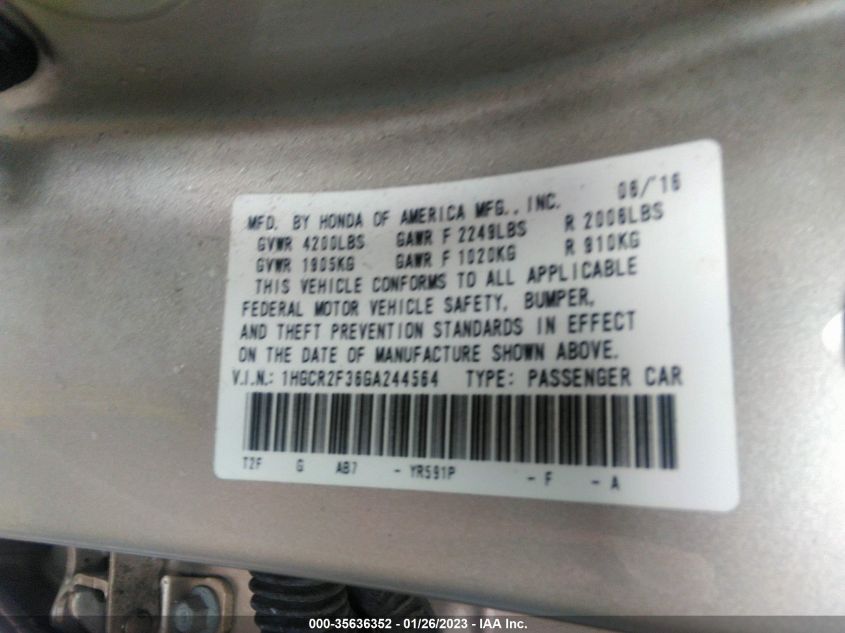 MFD. BY HONDA OF AMERICA MFG., INC. 06/'16
GVWR 4200LBS GAWR F 2249LBS R 2006LBS
GVWR 1905KG GAWR F 1020KG R 910KG
THIS VEHICLE CONFORMS TO ALL APPLICABLE
FEDERAL MOTOR VEHICLE SAFETY, BUMPER,
AND THEFT PREVENTION STANDARDS IN EFFECT
ON THE DATE OF MANUFACTURE SHOWN ABOVE.
V.I.N.: 1HGCR2F36GA244564 TYPE: PASSENGER CAR
T2F G AB7 - YR591P - F - A
000-35636352 / 01/26/2023 - IAA Inc.